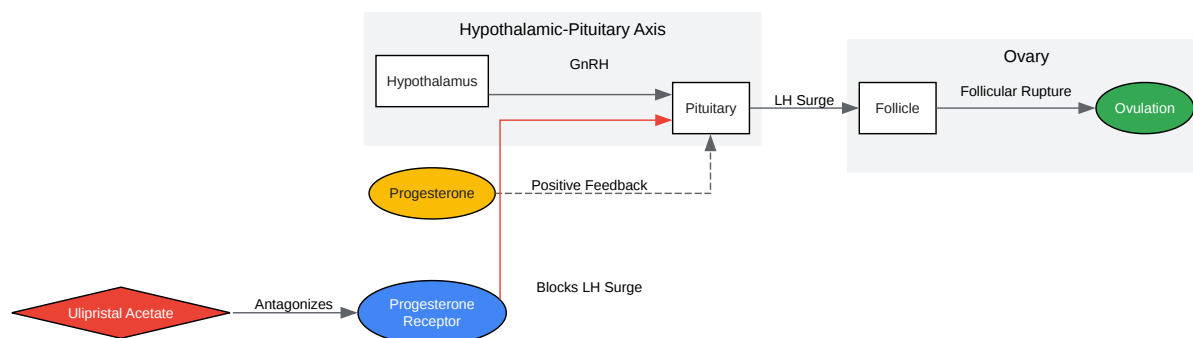 Hypothalamic-Pituitary Axis
Hypothalamus
GnRH
Pituitary
LH Surge
Ovary
Follicle
Follicular Rupture
Ovulation
Progesterone
Positive Feedback
Ulipristal Acetate
Antagonizes
Progesterone
Receptor
Blocks LH Surge